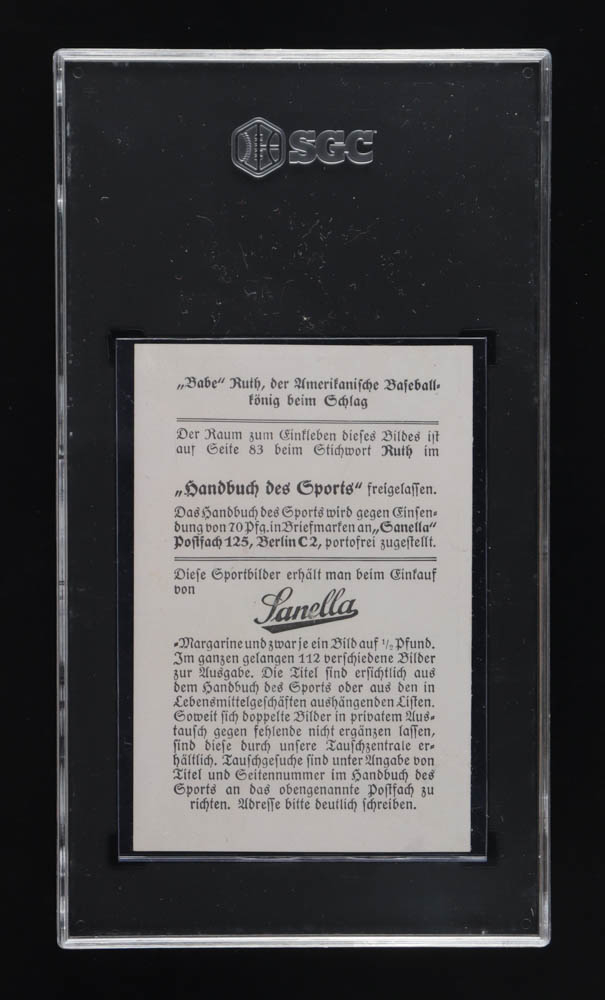 SGC
„Babe“ Ruth, der Amerikanische Baseball-
könig beim Schlag
Der Raum zum Einkleben dieses Bildes ist
auf Seite 83 beim Stichwort Ruth im
„Handbuch des Sports“ freigelassen.
Das Handbuch des Sports wird gegen Einsen-
dung von 70 Pfg. in Briefmarken an „Sanella“
Postfach 125, Berlin C 2, portofrei zugestellt.
Diese Sportbilder erhält man beim Einkauf
von
Sanella
-Margarine und zwar je ein Bild auf 1/2 Pfund.
Im ganzen gelangen 112 verschiedene Bilder
zur Ausgabe. Die Titel sind ersichtlich aus
dem Handbuch des Sports oder aus den in
Lebensmittelgeschäften aushängenden Listen.
Soweit sich doppelte Bilder in privatem Aus-
tausch gegen fehlende nicht ergänzen lassen,
sind diese durch unsere Tauschzentrale er-
hältlich. Tauschgesuche sind unter Angabe von
Titel und Seitennummer im Handbuch des
Sports an das obengenannte Postfach zu
richten. Adresse bitte deutlich schreiben.